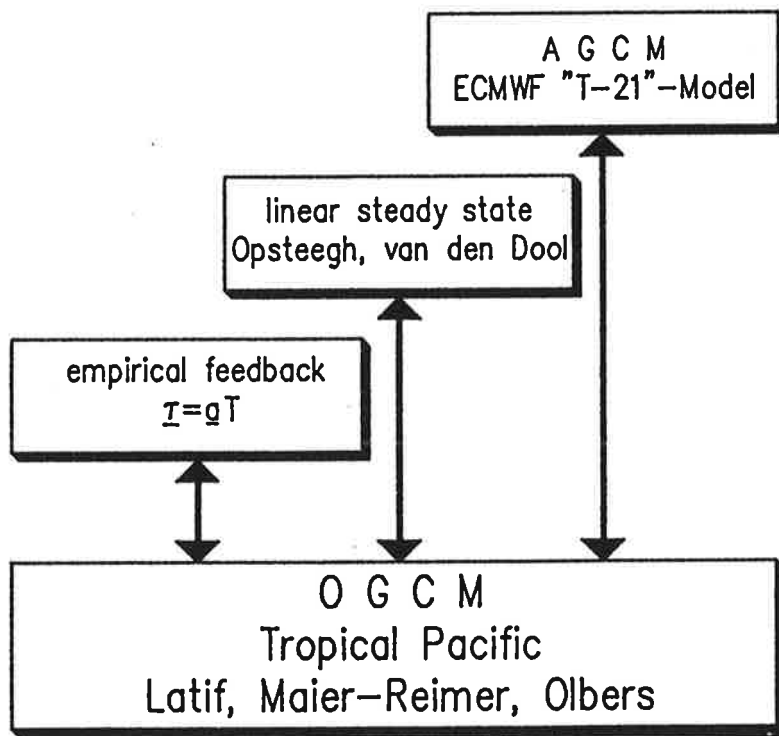 A G C M
ECMWF "T-21"-Model
linear steady state
Opsteegh, van den Dool
empirical feedback
τ=aT
O G C M
Tropical Pacific
Latif, Maier-Reimer, Olbers